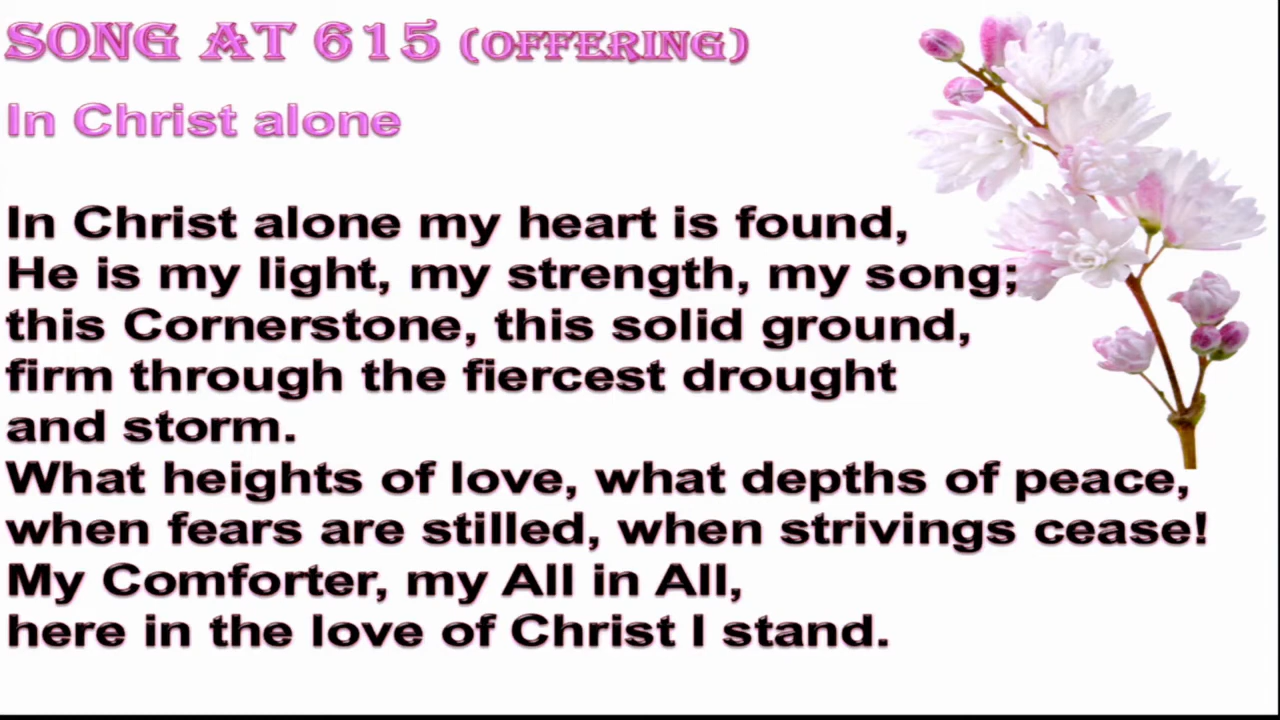 SONG AT 615 (OFFERING)
In Christ alone
In Christ alone my heart is found,
He is my light, my strength, my song;
this Cornerstone, this solid ground,
firm through the fiercest drought
and storm.
What heights of love, what depths of peace,
when fears are stilled, when strivings cease!
My Comforter, my All in All,
here in the love of Christ I stand.